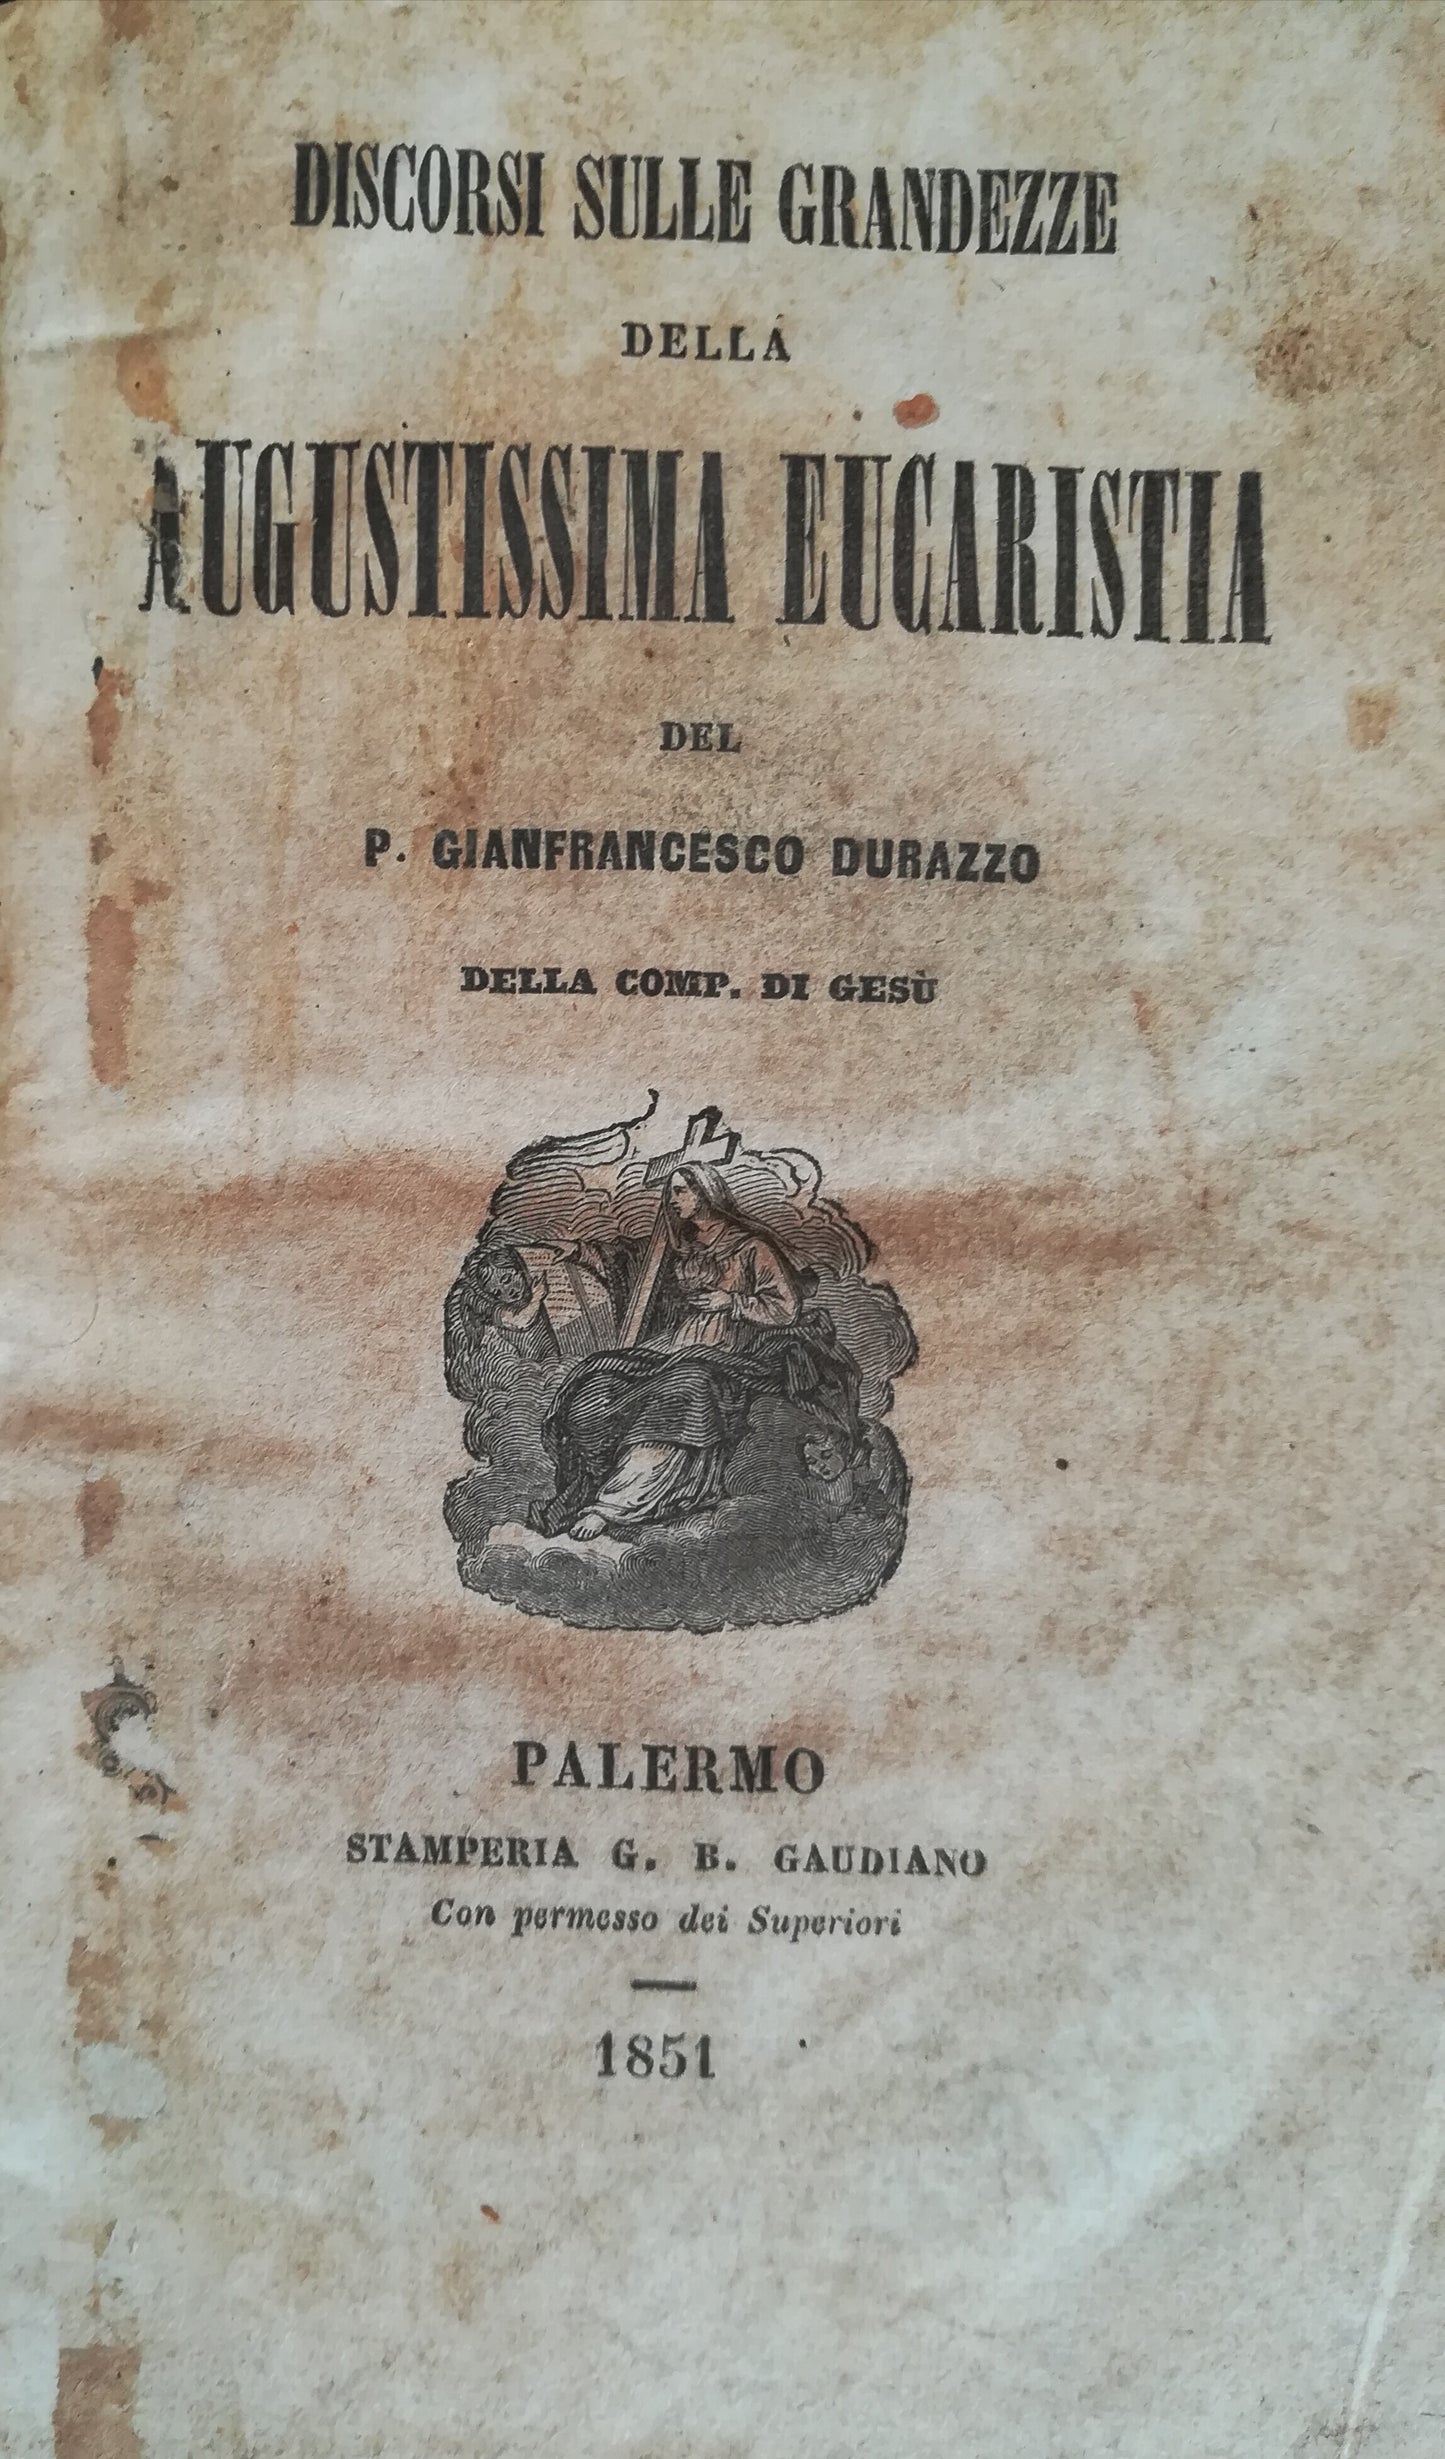 DISCORSI SULLE GRANDEZZE
DELLA
AUGUSTISSIMA EUCARISTIA
DEL
P. GIANFRANCESCO DURAZZO
DELLA COMP. DI GESÙ
PALERMO
STAMPERIA G. B. GAUDIANO
Con permesso dei Superiori
1851